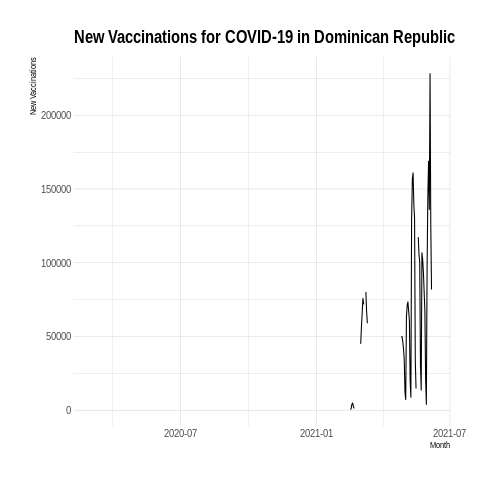 New Vaccinations for COVID-19 in Dominican Republic
New Vaccinations
200000
150000
100000
50000
0
2020-07
2021-01
2021-07
Month